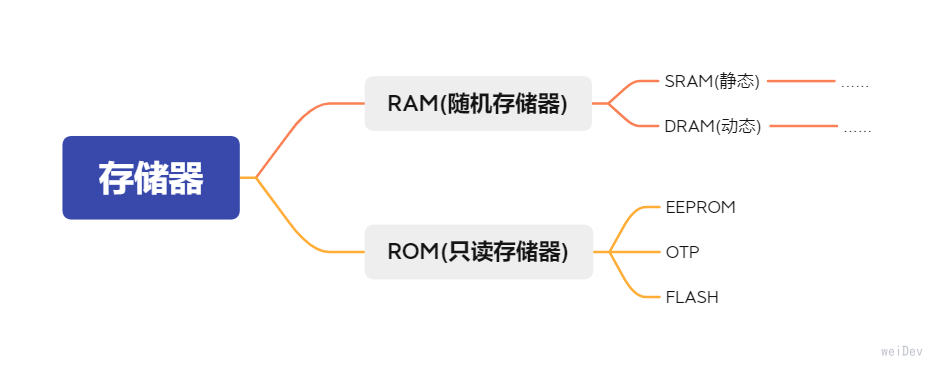 存储器
RAM(随机存储器)
SRAM(静态)
......
DRAM(动态)
......
ROM(只读存储器)
EEPROM
OTP
FLASH
weiDev